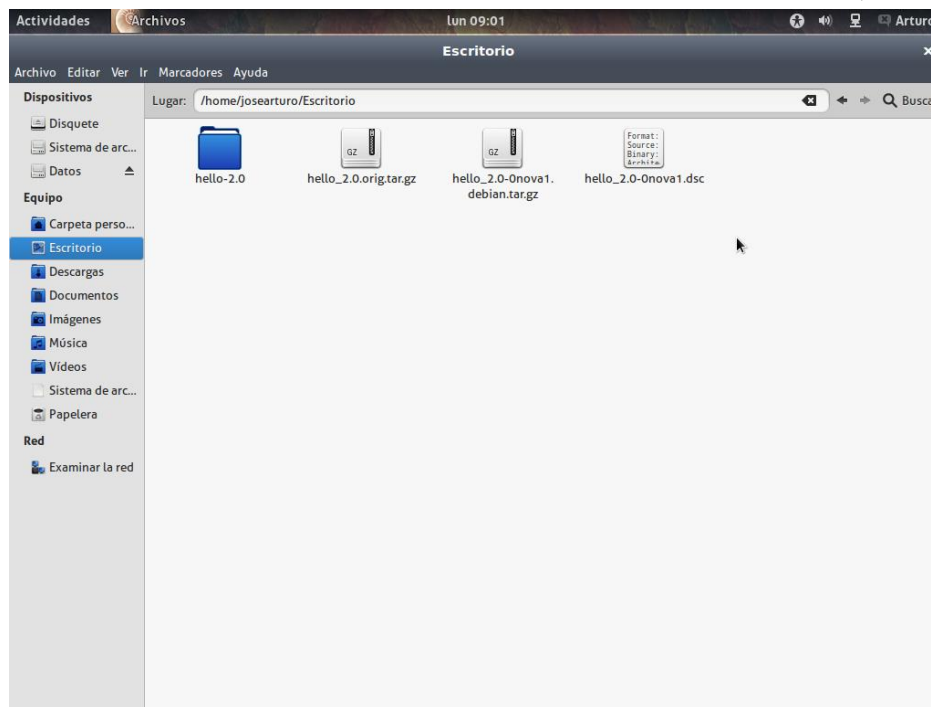 Actividades Archivos lun 09:01 Arturo
Escritorio
Archivo Editar Ver Ir Marcadores Ayuda
Dispositivos
Lugar: /home/josearturo/Escritorio Busca
Disquete
Sistema de arc...
Datos
Equipo
Carpeta perso...
Escritorio
Descargas
Documentos
Imágenes
Música
Vídeos
Sistema de arc...
Papelera
Red
Examinar la red
GZ
GZ
Format:
Source:
Binary:
Archite
hello-2.0
hello_2.0.orig.tar.gz
hello_2.0-0nova1.
debian.tar.gz
hello_2.0-0nova1.dsc